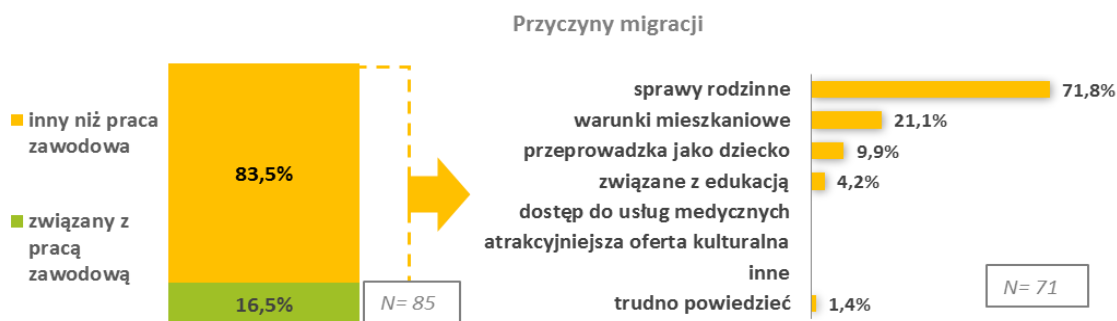 Przyczyny migracji
inny niż praca
zawodowa
83,5%
związany z
pracą
zawodową
16,5%
N= 85
sprawy rodzinne 71,8%
warunki mieszkaniowe 21,1%
przeprowadzka jako dziecko 9,9%
związane z edukacją 4,2%
dostęp do usług medycznych
atrakcyjniejsza oferta kulturalna
inne
trudno powiedzieć 1,4%
N= 71